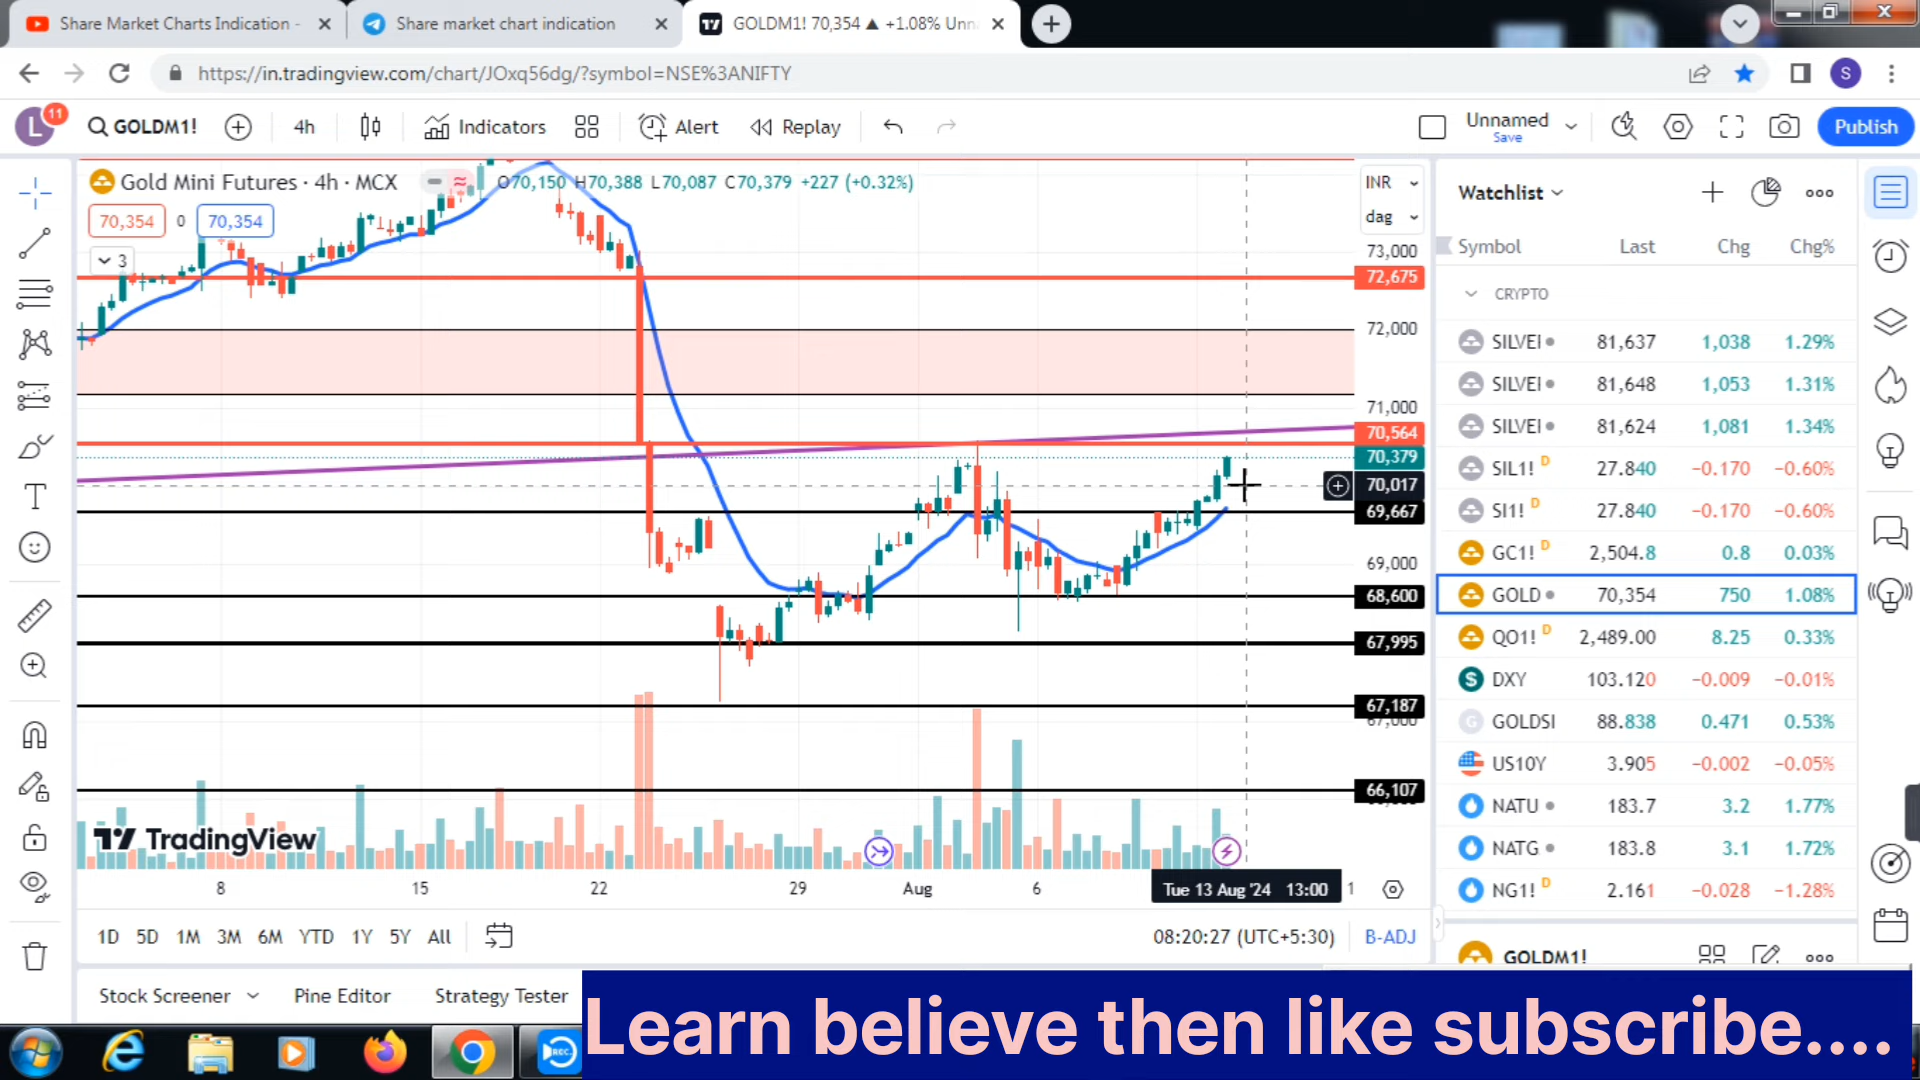 Share Market Charts Indication -
Share market chart indication
GOLDM1! 70,354 ▲ +1.08% Unn
https://in.tradingview.com/chart/JOxq56dg/?symbol=NSE%3ANIFTY
S
L
11
GOLDM1!
4h
Indicators
Alert
Replay
Unnamed
Save
Publish
Gold Mini Futures · 4h · MCX
O70,150 H70,388 L70,087 C70,379 +227 (+0.32%)
70,354
0
70,354
3
INR
dag
73,000
72,675
72,000
71,000
70,564
70,379
70,017
69,667
69,000
68,600
67,995
67,187
67,000
66,107
TradingView
8
15
22
29
Aug
6
Tue 13 Aug '24 13:00
1
1D 5D 1M 3M 6M YTD 1Y 5Y All
08:20:27 (UTC+5:30)
B-ADJ
Stock Screener
Pine Editor
Strategy Tester
Watchlist
Symbol Last Chg Chg%
CRYPTO
SILVEI 81,637 1,038 1.29%
SILVEI 81,648 1,053 1.31%
SILVEI 81,624 1,081 1.34%
SIL1! D 27.840 −0.170 −0.60%
SI1! D 27.840 −0.170 −0.60%
GC1! D 2,504.8 0.8 0.03%
GOLD 70,354 750 1.08%
QO1! D 2,489.00 8.25 0.33%
DXY 103.120 −0.009 −0.01%
GOLDSI 88.838 0.471 0.53%
US10Y 3.905 −0.002 −0.05%
NATU 183.7 3.2 1.77%
NATG 183.8 3.1 1.72%
NG1! D 2.161 −0.028 −1.28%
GOLDM1!
REC
Learn believe then like subscribe....